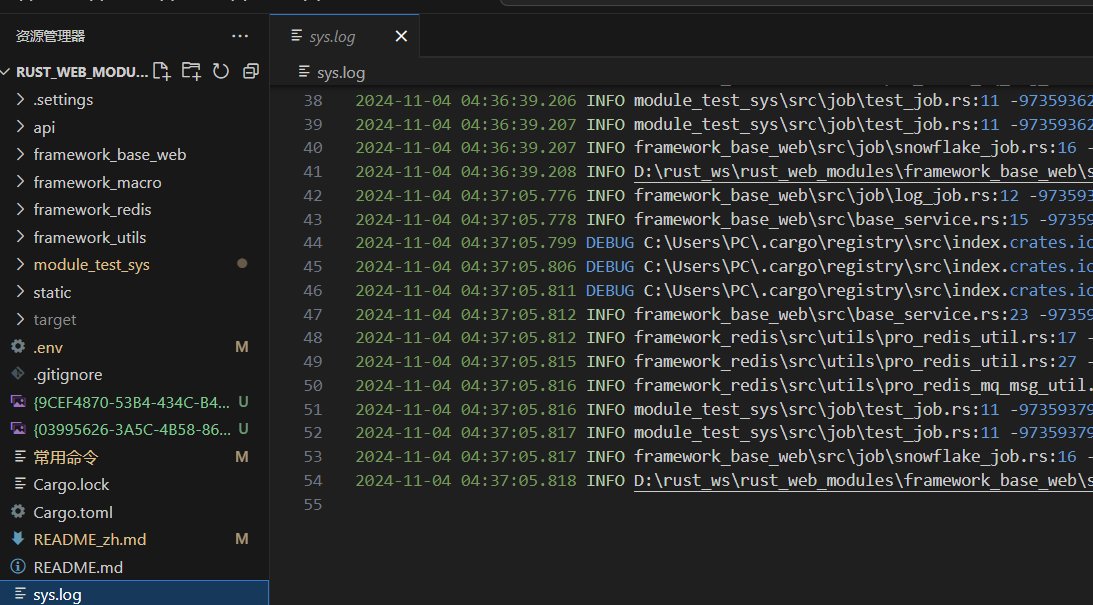 资源管理器
RUST_WEB_MODU...
.settings
api
framework_base_web
framework_macro
framework_redis
framework_utils
module_test_sys
static
target
.env M
.gitignore
{9CEF4870-53B4-434C-B4... U
{03995626-3A5C-4B58-86... U
常用命令 M
Cargo.lock
Cargo.toml
README_zh.md M
README.md
sys.log
sys.log
sys.log
38 2024-11-04 04:36:39.206 INFO module_test_sys\src\job\test_job.rs:11 -97359362
39 2024-11-04 04:36:39.207 INFO module_test_sys\src\job\test_job.rs:11 -97359362
40 2024-11-04 04:36:39.207 INFO framework_base_web\src\job\snowflake_job.rs:16 -
41 2024-11-04 04:36:39.208 INFO D:\rust_ws\rust_web_modules\framework_base_web\s
42 2024-11-04 04:37:05.776 INFO framework_base_web\src\job\log_job.rs:12 -973593
43 2024-11-04 04:37:05.778 INFO framework_base_web\src\base_service.rs:15 -97359
44 2024-11-04 04:37:05.799 DEBUG C:\Users\PC\.cargo\registry\src\index.crates.io
45 2024-11-04 04:37:05.806 DEBUG C:\Users\PC\.cargo\registry\src\index.crates.io
46 2024-11-04 04:37:05.811 DEBUG C:\Users\PC\.cargo\registry\src\index.crates.io
47 2024-11-04 04:37:05.812 INFO framework_base_web\src\base_service.rs:23 -97359
48 2024-11-04 04:37:05.812 INFO framework_redis\src\utils\pro_redis_util.rs:17 -
49 2024-11-04 04:37:05.815 INFO framework_redis\src\utils\pro_redis_util.rs:27 -
50 2024-11-04 04:37:05.816 INFO framework_redis\src\utils\pro_redis_mq_msg_util.
51 2024-11-04 04:37:05.816 INFO module_test_sys\src\job\test_job.rs:11 -97359379
52 2024-11-04 04:37:05.817 INFO module_test_sys\src\job\test_job.rs:11 -97359379
53 2024-11-04 04:37:05.817 INFO framework_base_web\src\job\snowflake_job.rs:16 -
54 2024-11-04 04:37:05.818 INFO D:\rust_ws\rust_web_modules\framework_base_web\s
55